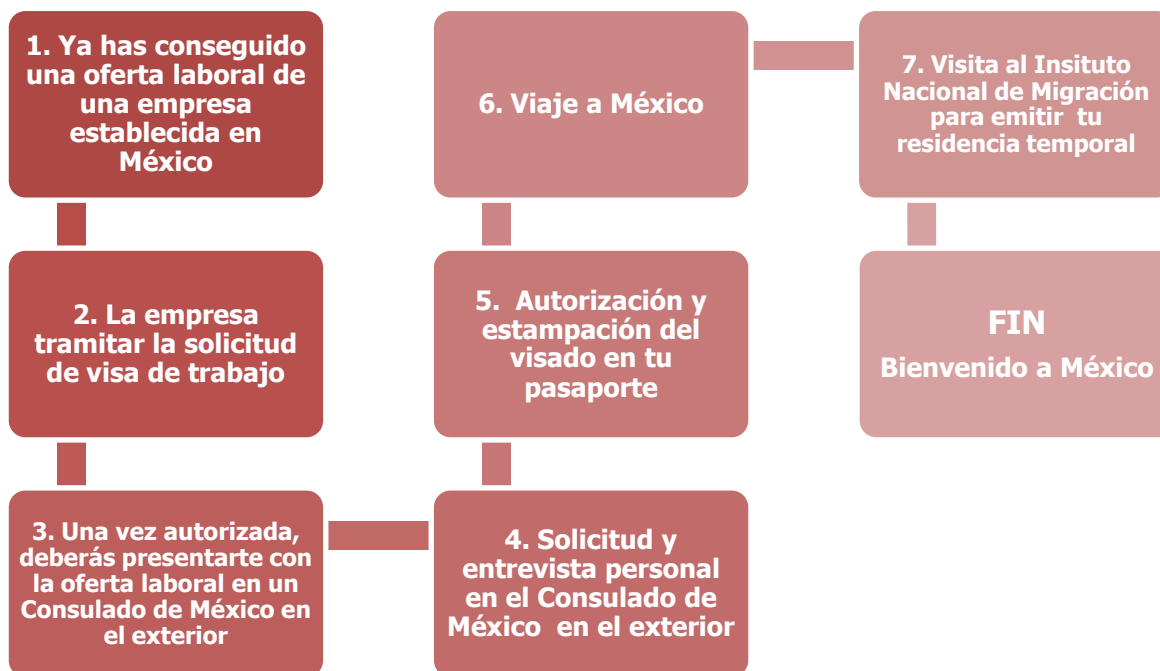 1. Ya has conseguido
una oferta laboral de
una empresa
establecida en
México
2. La empresa
tramitar la solicitud
de visa de trabajo
3. Una vez autorizada,
deberás presentarte con
la oferta laboral en un
Consulado de México en
el exterior
4. Solicitud y
entrevista personal
en el Consulado de
México en el exterior
5. Autorización y
estampación del
visado en tu
pasaporte
6. Viaje a México
7. Visita al Insituto
Nacional de Migración
para emitir tu
residencia temporal
FIN
Bienvenido a México